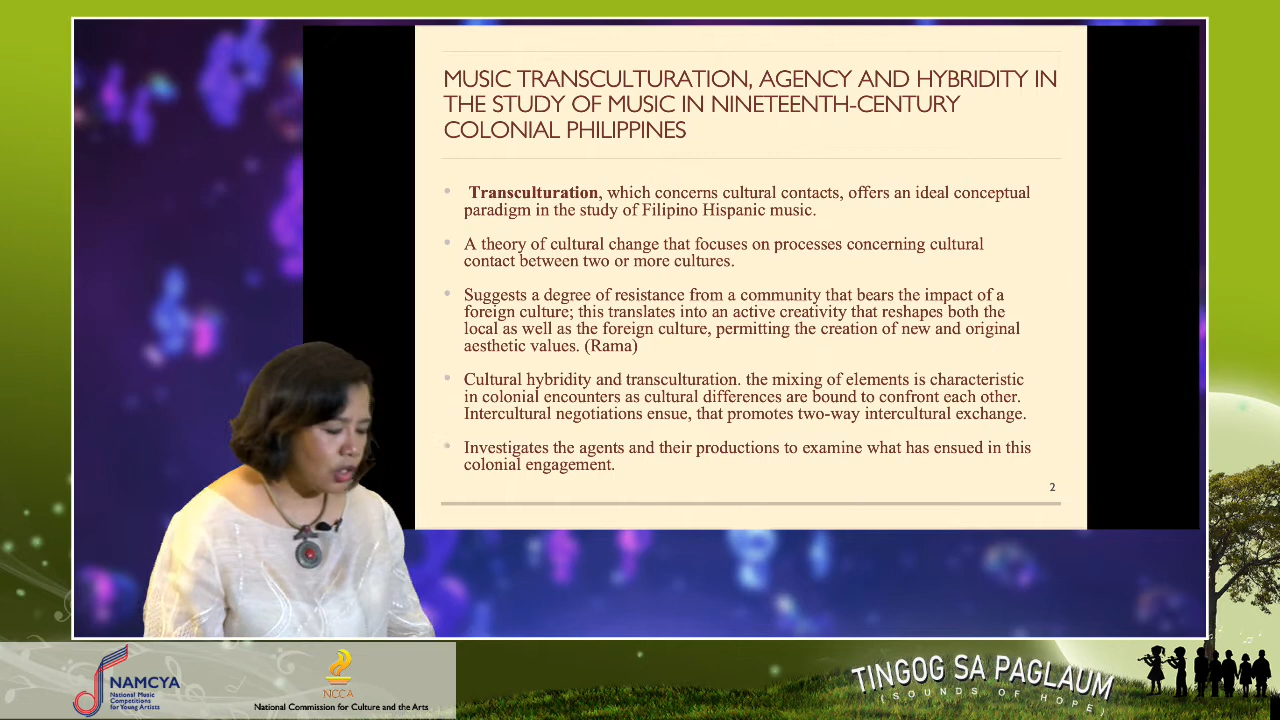 MUSIC TRANSCULTURATION, AGENCY AND HYBRIDITY IN
THE STUDY OF MUSIC IN NINETEENTH-CENTURY
COLONIAL PHILIPPINES
• Transculturation, which concerns cultural contacts, offers an ideal conceptual
paradigm in the study of Filipino Hispanic music.
• A theory of cultural change that focuses on processes concerning cultural
contact between two or more cultures.
• Suggests a degree of resistance from a community that bears the impact of a
foreign culture; this translates into an active creativity that reshapes both the
local as well as the foreign culture, permitting the creation of new and original
aesthetic values. (Rama)
• Cultural hybridity and transculturation. the mixing of elements is characteristic
in colonial encounters as cultural differences are bound to confront each other.
Intercultural negotiations ensue, that promotes two-way intercultural exchange.
• Investigates the agents and their productions to examine what has ensued in this
colonial engagement.
2
NAMCYA
National Music
Competitions
for Young Artists
NCCA
National Commission for Culture and the Arts
TINGOG SA PAGLAUM
(SOUNDS OF HOPE)